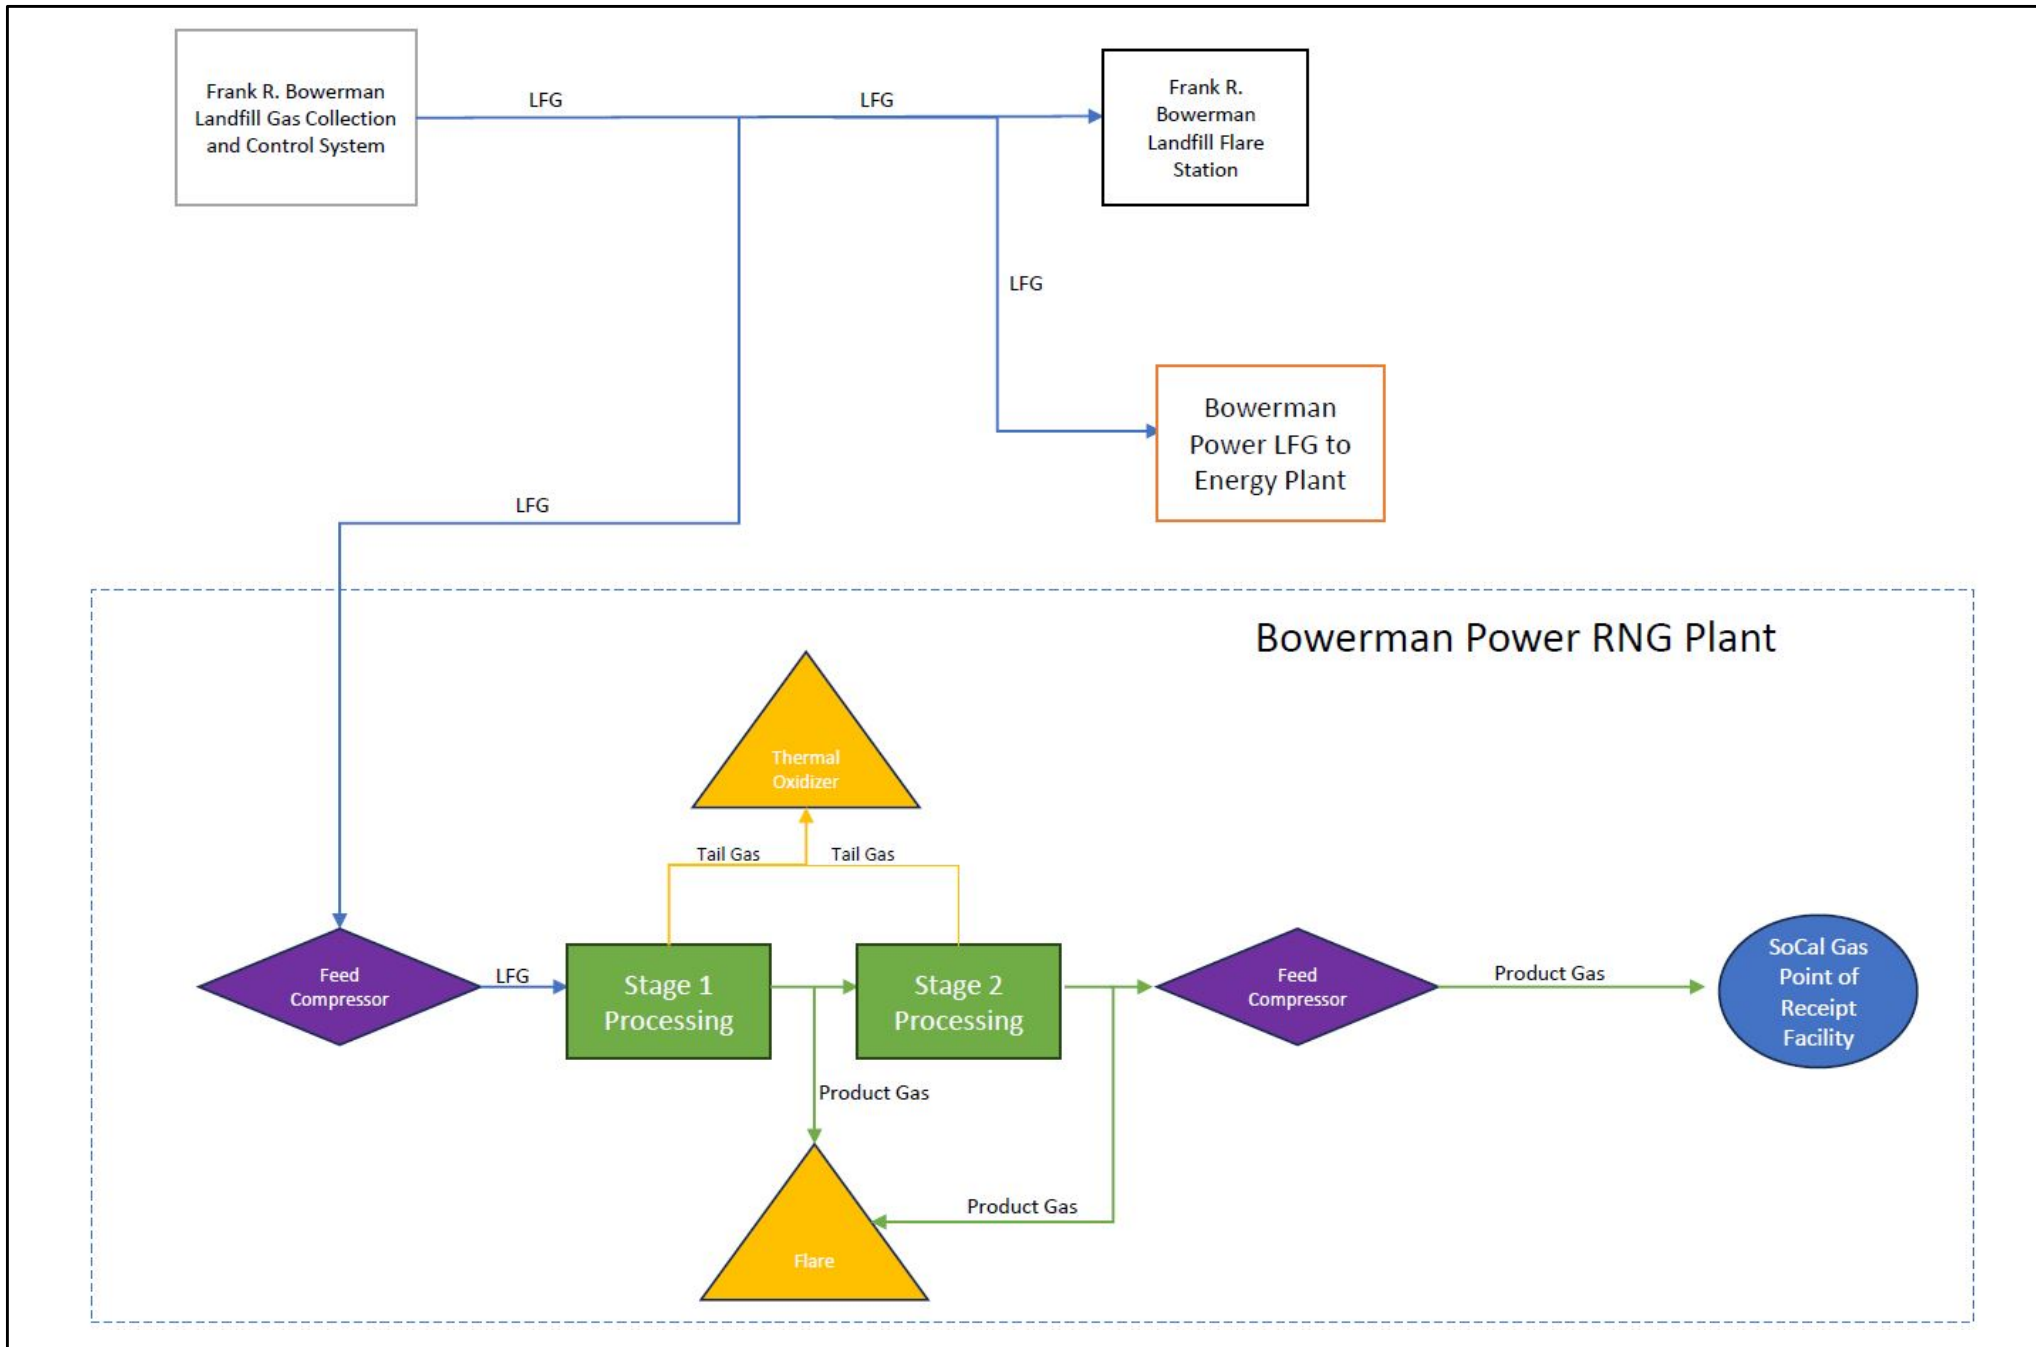 Frank R. Bowerman
Landfill Gas Collection
and Control System
LFG
LFG
Frank R.
Bowerman
Landfill Flare
Station
LFG
Bowerman
Power LFG to
Energy Plant
LFG
Bowerman Power RNG Plant
Thermal
Oxidizer
Tail Gas
Tail Gas
Feed
Compressor
LFG
Stage 1
Processing
Stage 2
Processing
Feed
Compressor
Product Gas
SoCal Gas
Point of
Receipt
Facility
Product Gas
Product Gas
Flare